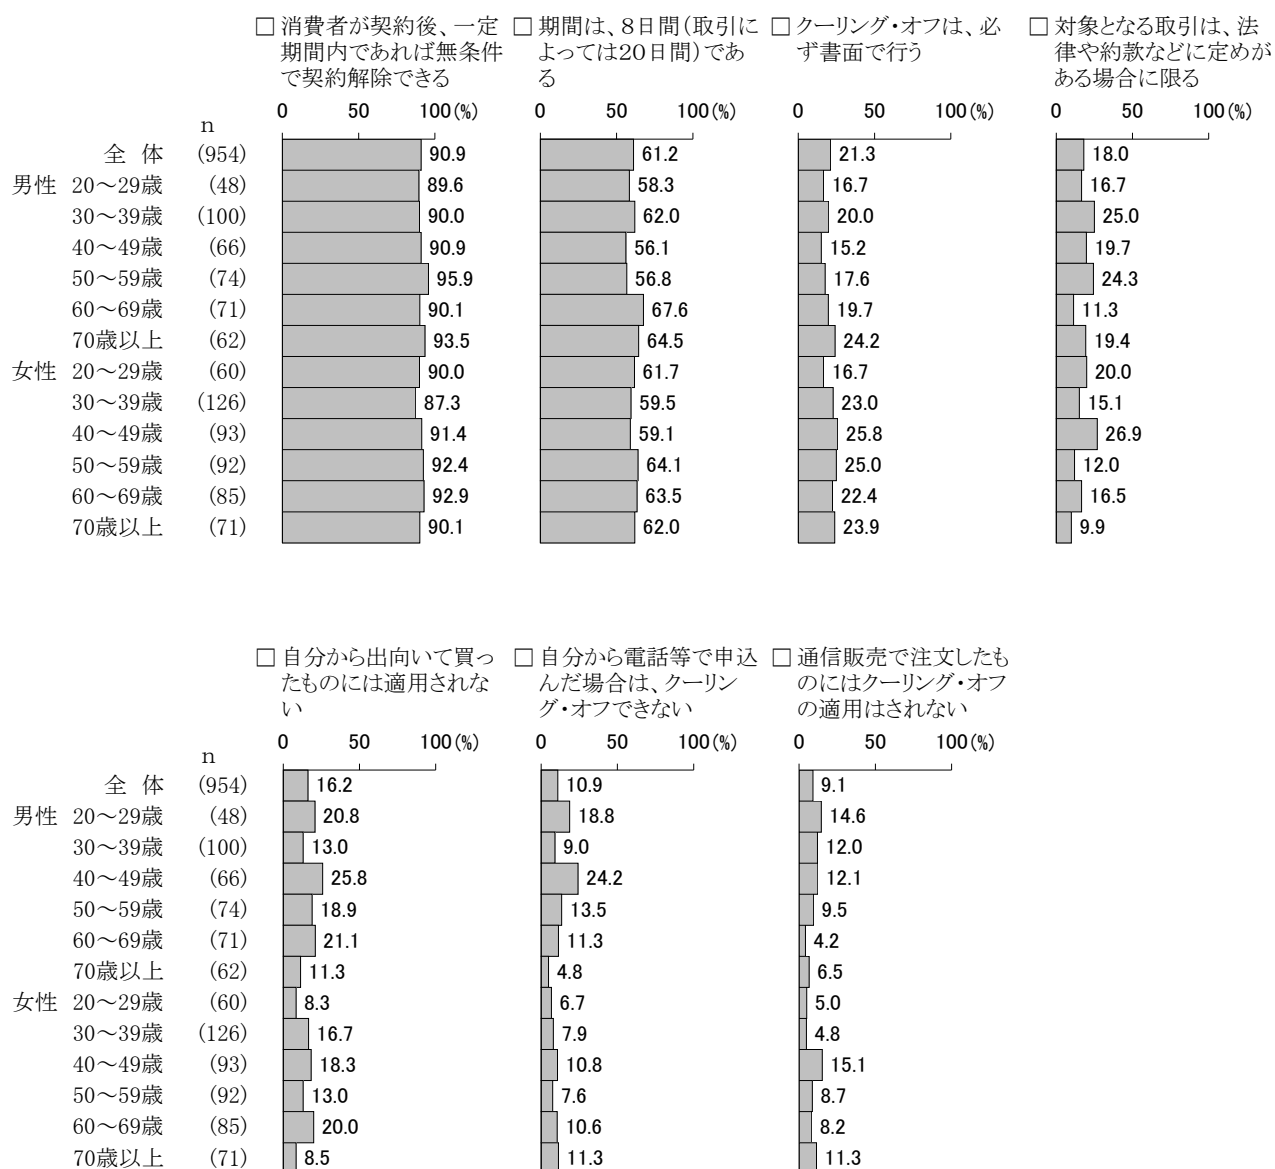 □ 消費者が契約後、一定 □ 期間は、8日間(取引に □ クーリング・オフは、必 □ 対象となる取引は、法
期間内であれば無条件 よっては20日間)であ ず書面で行う 律や約款などに定めが
で契約解除できる る ある場合に限る
0 50 100(%) 0 50 100(%) 0 50 100(%) 0 50 100(%)
n
全 体 (954) 90.9 61.2 21.3 18.0
男性 20～29歳 (48) 89.6 58.3 16.7 16.7
30～39歳 (100) 90.0 62.0 20.0 25.0
40～49歳 (66) 90.9 56.1 15.2 19.7
50～59歳 (74) 95.9 56.8 17.6 24.3
60～69歳 (71) 90.1 67.6 19.7 11.3
70歳以上 (62) 93.5 64.5 24.2 19.4
女性 20～29歳 (60) 90.0 61.7 16.7 20.0
30～39歳 (126) 87.3 59.5 23.0 15.1
40～49歳 (93) 91.4 59.1 25.8 26.9
50～59歳 (92) 92.4 64.1 25.0 12.0
60～69歳 (85) 92.9 63.5 22.4 16.5
70歳以上 (71) 90.1 62.0 23.9 9.9
□ 自分から出向いて買っ □ 自分から電話等で申込 □ 通信販売で注文したも
たものには適用されな んだ場合は、クーリン のにはクーリング・オフ
い グ・オフできない の適用はされない
0 50 100(%) 0 50 100(%) 0 50 100(%)
n
全 体 (954) 16.2 10.9 9.1
男性 20～29歳 (48) 20.8 18.8 14.6
30～39歳 (100) 13.0 9.0 12.0
40～49歳 (66) 25.8 24.2 12.1
50～59歳 (74) 18.9 13.5 9.5
60～69歳 (71) 21.1 11.3 4.2
70歳以上 (62) 11.3 4.8 6.5
女性 20～29歳 (60) 8.3 6.7 5.0
30～39歳 (126) 16.7 7.9 4.8
40～49歳 (93) 18.3 10.8 15.1
50～59歳 (92) 13.0 7.6 8.7
60～69歳 (85) 20.0 10.6 8.2
70歳以上 (71) 8.5 11.3 11.3